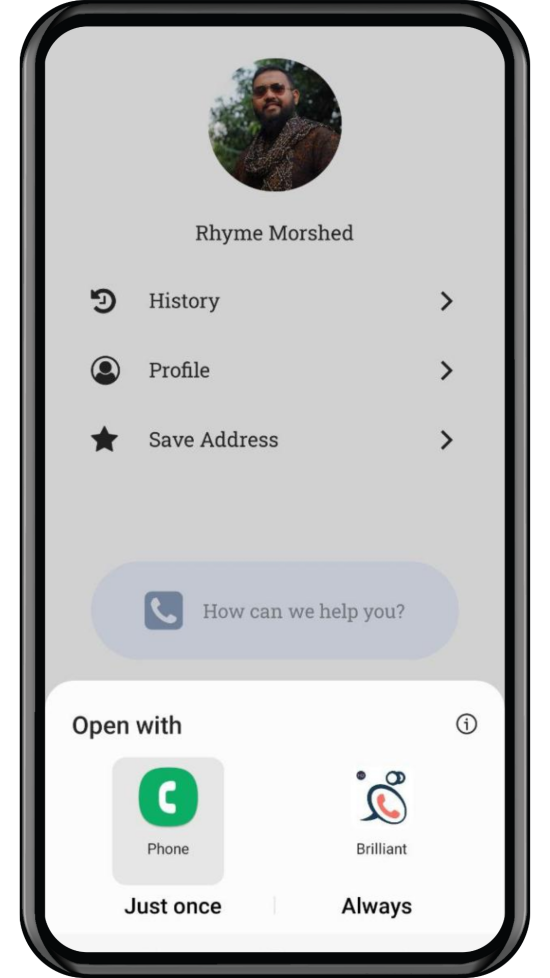 Rhyme Morshed
History
Profile
Save Address
How can we help you?
Open with
Phone
Brilliant
Just once
Always